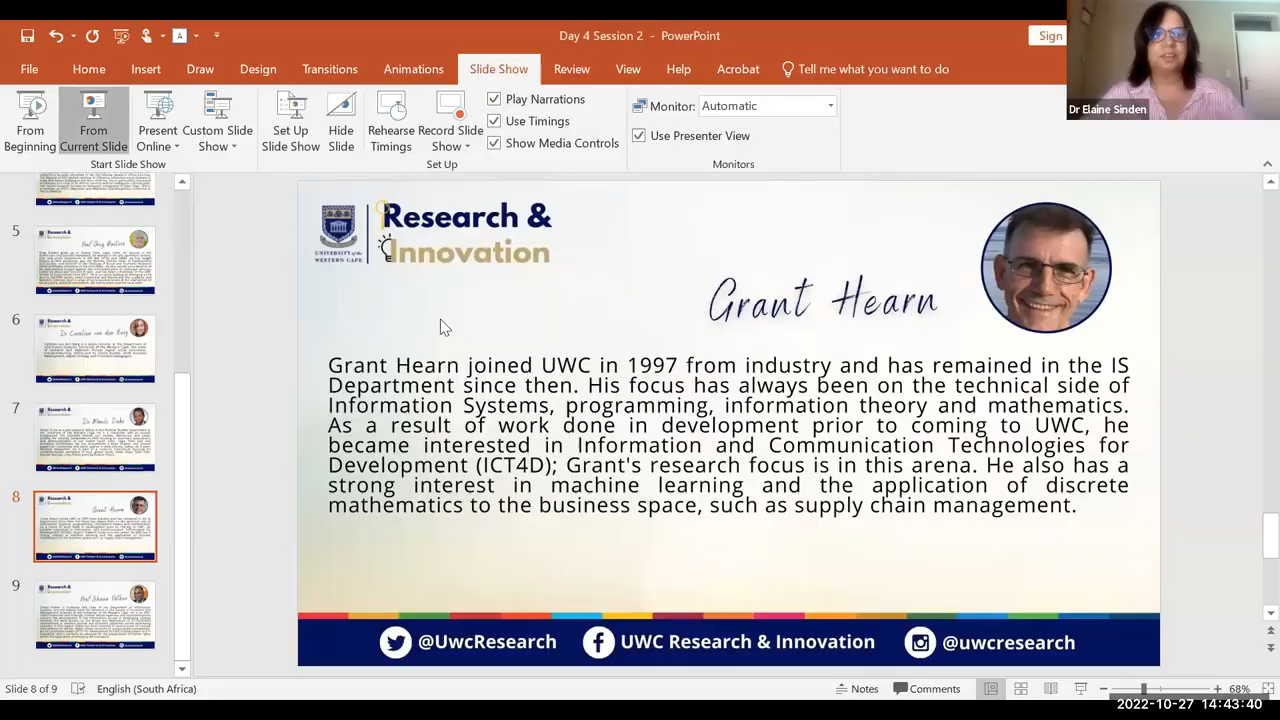 Day 4 Session 2 - PowerPoint
Sign
File Home Insert Draw Design Transitions Animations Slide Show Review View Help Acrobat Tell me what you want to do
Dr Elaine Sinden
From Beginning
From Current Slide
Present Online
Custom Slide Show
Set Up Slide Show
Hide Slide
Rehearse Timings
Record Slide Show
Play Narrations
Use Timings
Show Media Controls
Monitor: Automatic
Use Presenter View
Start Slide Show
Set Up
Monitors
5
6
7
8
9
UNIVERSITY of the
WESTERN CAPE
Research &
Innovation
Grant Hearn
Grant Hearn joined UWC in 1997 from industry and has remained in the IS
Department since then. His focus has always been on the technical side of
Information Systems, programming, information theory and mathematics.
As a result of work done in development prior to coming to UWC, he
became interested in Information and Communication Technologies for
Development (ICT4D); Grant's research focus is in this arena. He also has a
strong interest in machine learning and the application of discrete
mathematics to the business space, such as supply chain management.
@UwcResearch UWC Research & Innovation @uwcresearch
Slide 8 of 9 English (South Africa) Notes Comments 68%
2022-10-27 14:43:40